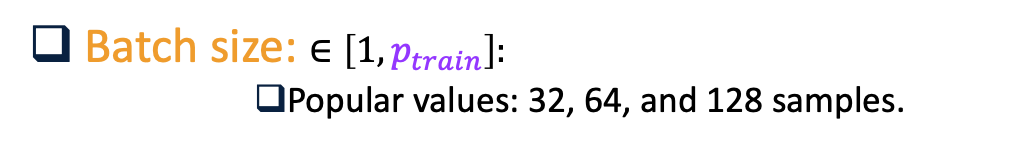 ❑ Batch size: ∈ [1, p_train]:
❑Popular values: 32, 64, and 128 samples.